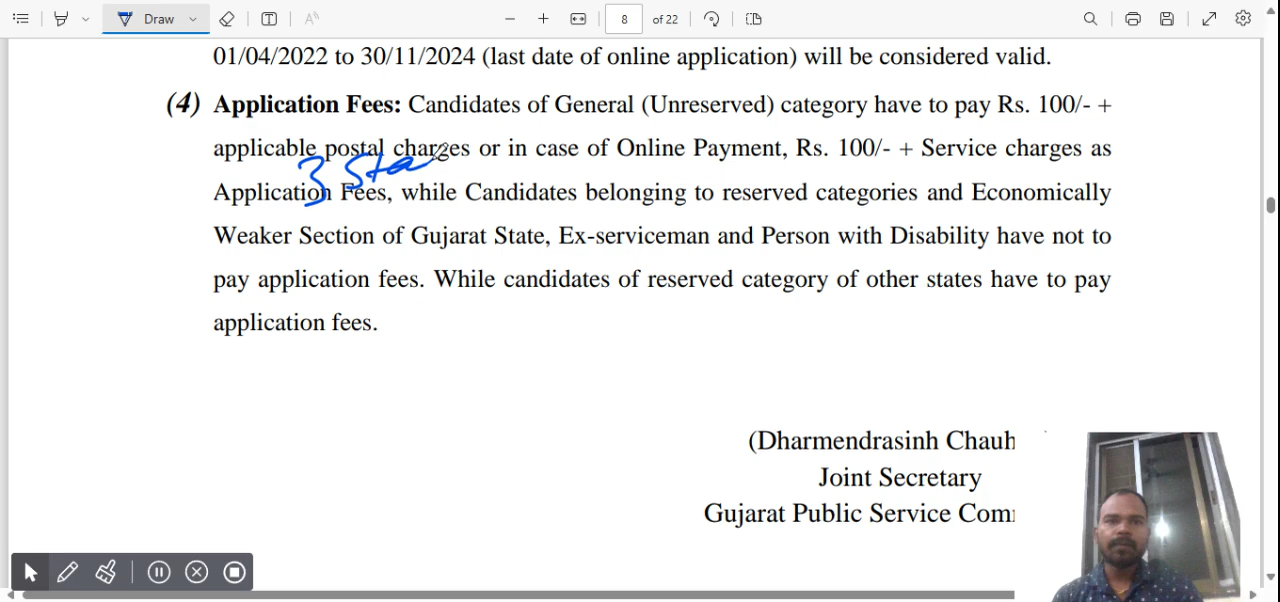 Draw
8
of 22
01/04/2022 to 30/11/2024 (last date of online application) will be considered valid.
(4) Application Fees: Candidates of General (Unreserved) category have to pay Rs. 100/- +
applicable postal charges or in case of Online Payment, Rs. 100/- + Service charges as
3 Sta
Application Fees, while Candidates belonging to reserved categories and Economically
Weaker Section of Gujarat State, Ex-serviceman and Person with Disability have not to
pay application fees. While candidates of reserved category of other states have to pay
application fees.
(Dharmendrasinh Chauh
Joint Secretary
Gujarat Public Service Com